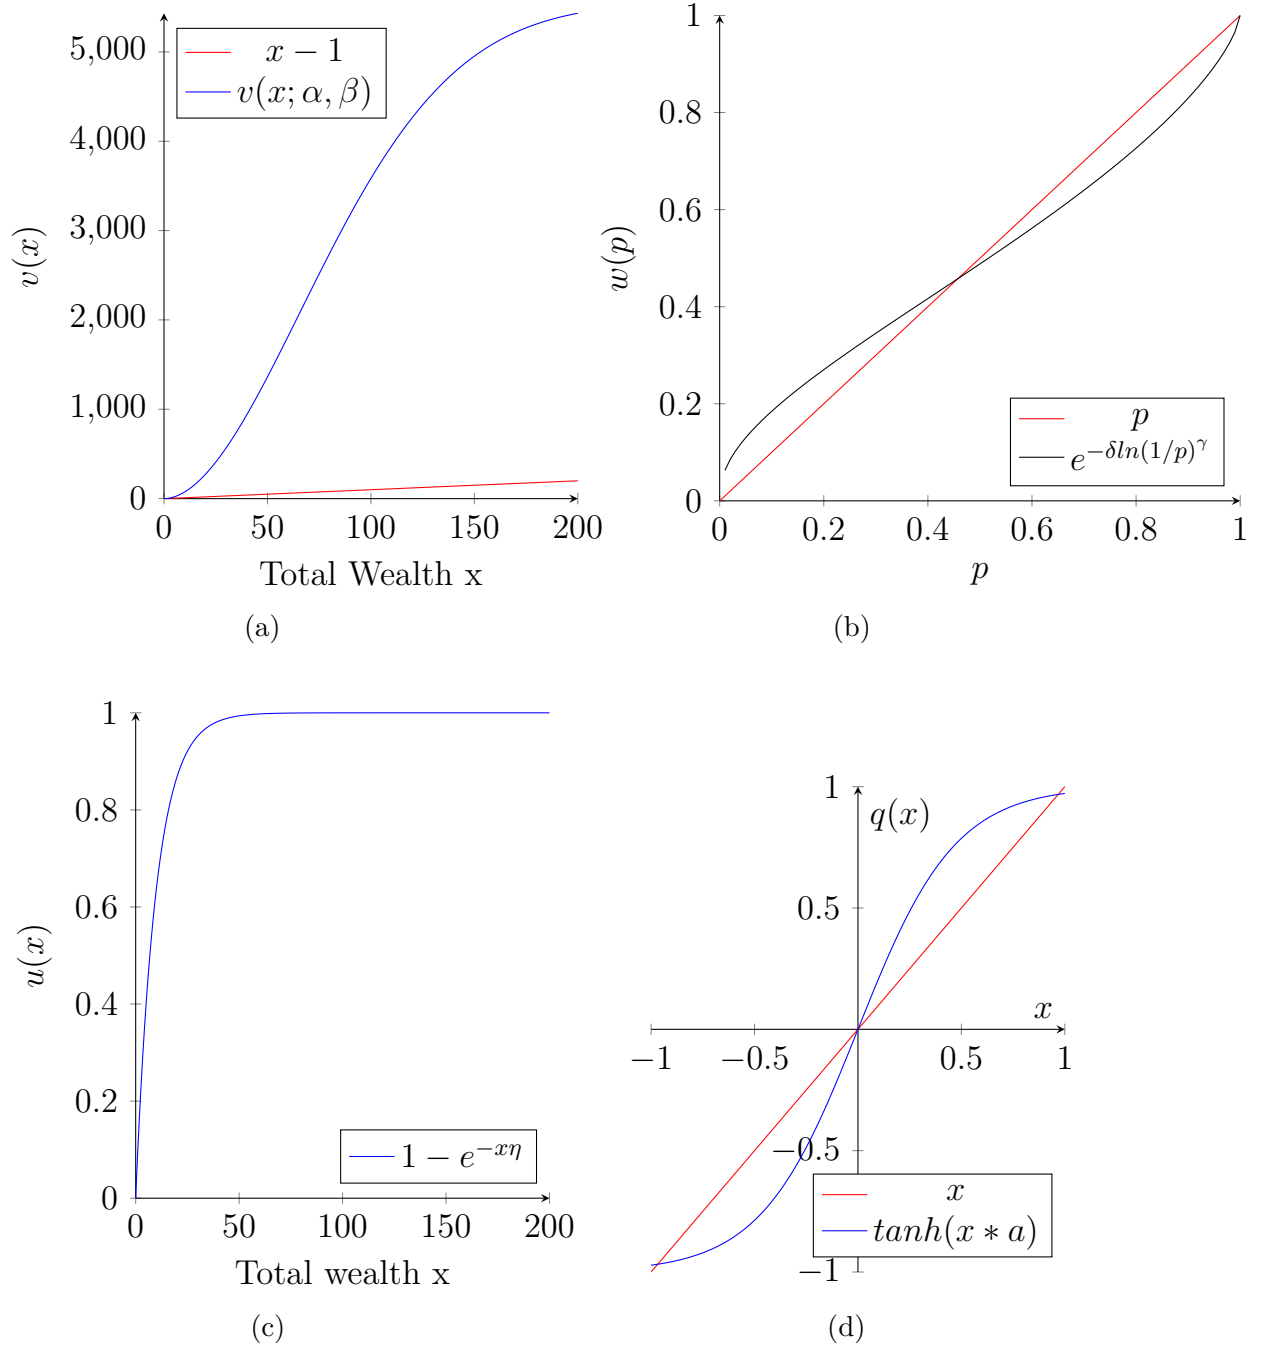 5,000
4,000
3,000
2,000
1,000
0
v(x)
x − 1
v(x; α, β)
0 50 100 150 200
Total Wealth x
(a)
1
0.8
0.6
0.4
0.2
0
w(p)
p
e^{−δln(1/p)^γ}
0 0.2 0.4 0.6 0.8 1
p
(b)
1
0.8
0.6
0.4
0.2
0
u(x)
1 − e^{−xη}
0 50 100 150 200
Total wealth x
(c)
1
q(x)
0.5
x
−1 −0.5 0.5 1
−0.5
x
tanh(x ∗ a)
−1
(d)